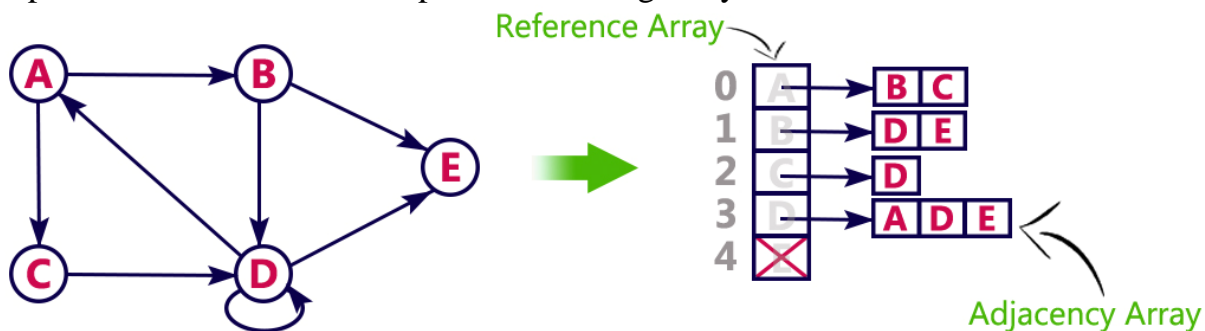 Reference Array
A B
E
C D
0 A B C
1 B D E
2 C D
3 D A D E
4 E
Adjacency Array